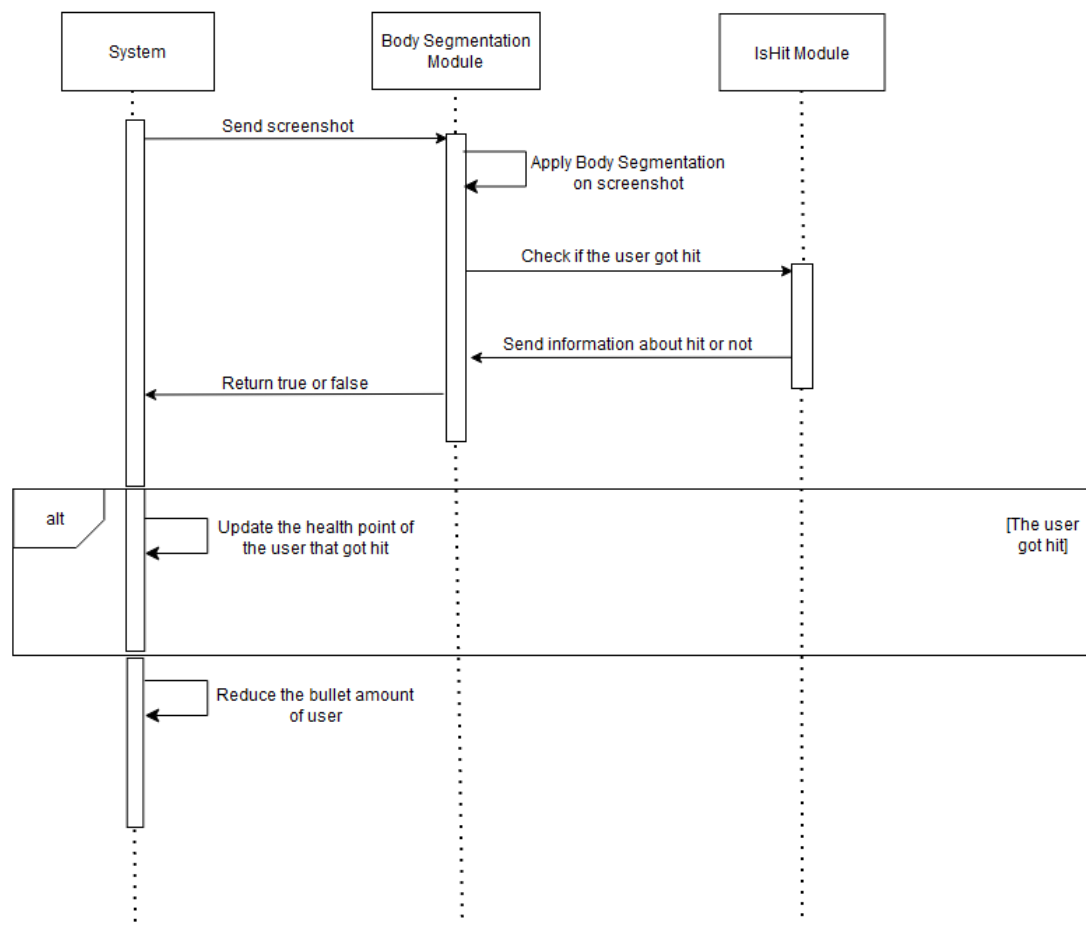 System
Body Segmentation
Module
IsHit Module
Send screenshot
Apply Body Segmentation
on screenshot
Check if the user got hit
Send information about hit or not
Return true or false
alt
Update the health point of
the user that got hit
[The user
got hit]
Reduce the bullet amount
of user